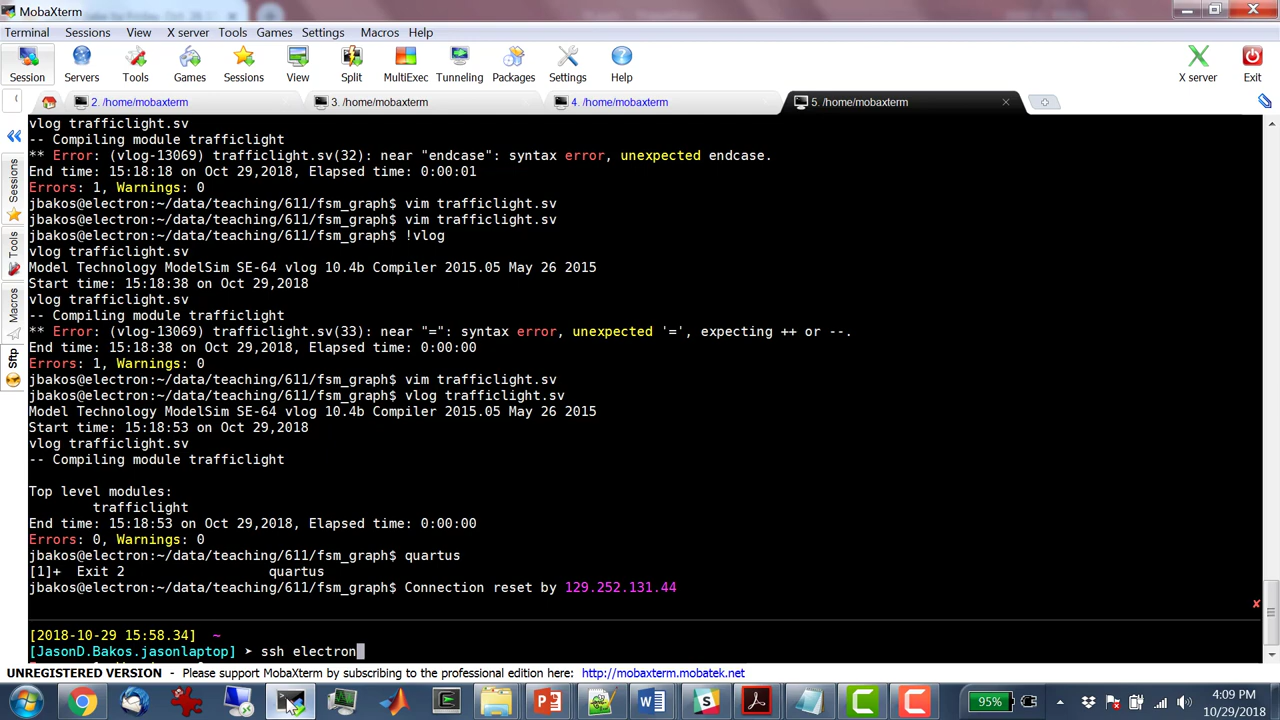 MobaXterm
Terminal Sessions View X server Tools Games Settings Macros Help
Session Servers Tools Games Sessions View Split MultiExec Tunneling Packages Settings Help X server Exit
2. /home/mobaxterm 3. /home/mobaxterm 4. /home/mobaxterm 5. /home/mobaxterm
Sessions
Tools
Macros
Sftp
vlog trafficlight.sv
-- Compiling module trafficlight
** Error: (vlog-13069) trafficlight.sv(32): near "endcase": syntax error, unexpected endcase.
End time: 15:18:18 on Oct 29,2018, Elapsed time: 0:00:01
Errors: 1, Warnings: 0
jbakos@electron:~/data/teaching/611/fsm_graph$ vim trafficlight.sv
jbakos@electron:~/data/teaching/611/fsm_graph$ vim trafficlight.sv
jbakos@electron:~/data/teaching/611/fsm_graph$ !vlog
vlog trafficlight.sv
Model Technology ModelSim SE-64 vlog 10.4b Compiler 2015.05 May 26 2015
Start time: 15:18:38 on Oct 29,2018
vlog trafficlight.sv
-- Compiling module trafficlight
** Error: (vlog-13069) trafficlight.sv(33): near "=": syntax error, unexpected '=', expecting ++ or --.
End time: 15:18:38 on Oct 29,2018, Elapsed time: 0:00:00
Errors: 1, Warnings: 0
jbakos@electron:~/data/teaching/611/fsm_graph$ vim trafficlight.sv
jbakos@electron:~/data/teaching/611/fsm_graph$ vlog trafficlight.sv
Model Technology ModelSim SE-64 vlog 10.4b Compiler 2015.05 May 26 2015
Start time: 15:18:53 on Oct 29,2018
vlog trafficlight.sv
-- Compiling module trafficlight
Top level modules:
trafficlight
End time: 15:18:53 on Oct 29,2018, Elapsed time: 0:00:00
Errors: 0, Warnings: 0
jbakos@electron:~/data/teaching/611/fsm_graph$ quartus
[1]+ Exit 2 quartus
jbakos@electron:~/data/teaching/611/fsm_graph$ Connection reset by 129.252.131.44
[2018-10-29 15:58.34] ~
[JasonD.Bakos.jasonlaptop] ➤ ssh electron
UNREGISTERED VERSION - Please support MobaXterm by subscribing to the professional edition here: http://mobaxterm.mobatek.net
95%
4:09 PM
10/29/2018